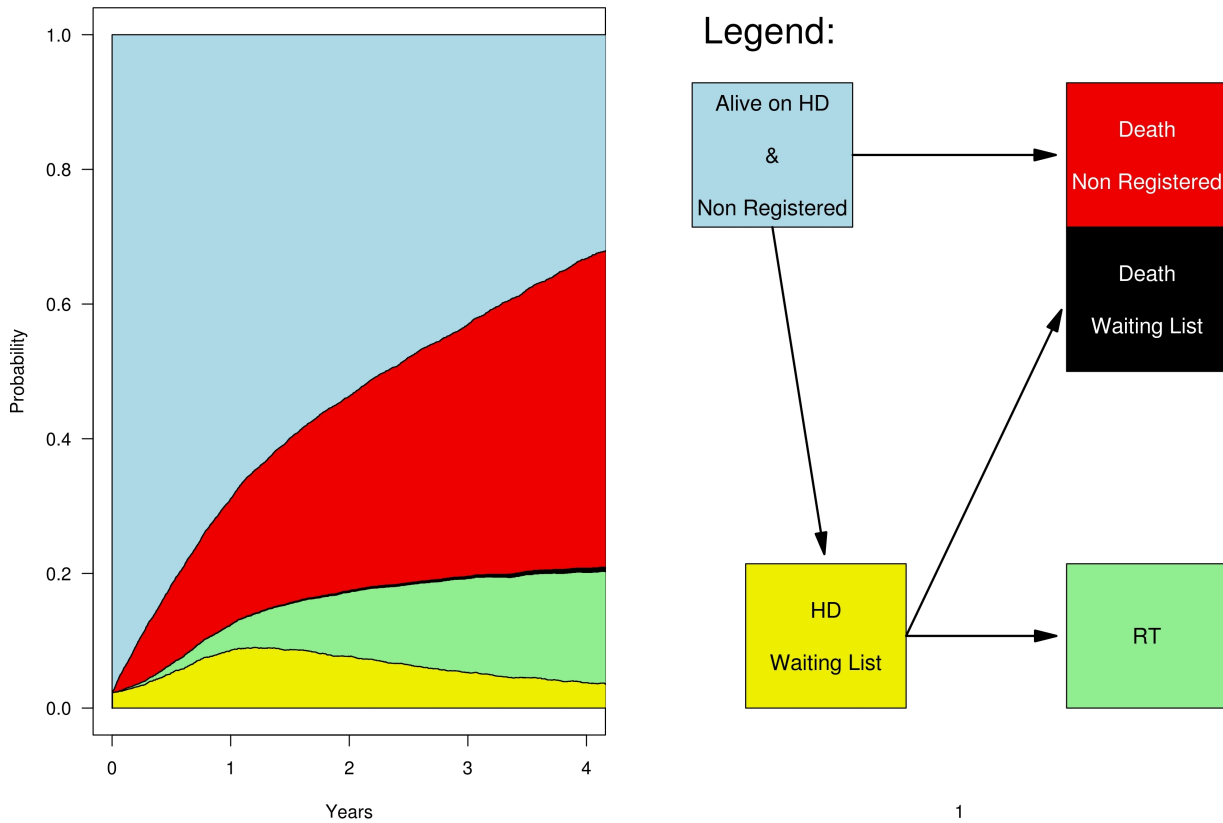 1.0
0.8
0.6
0.4
0.2
0.0
Probability
0 1 2 3 4
Years
Legend:
Alive on HD
&
Non Registered
Death
Non Registered
Death
Waiting List
HD
Waiting List
RT
1